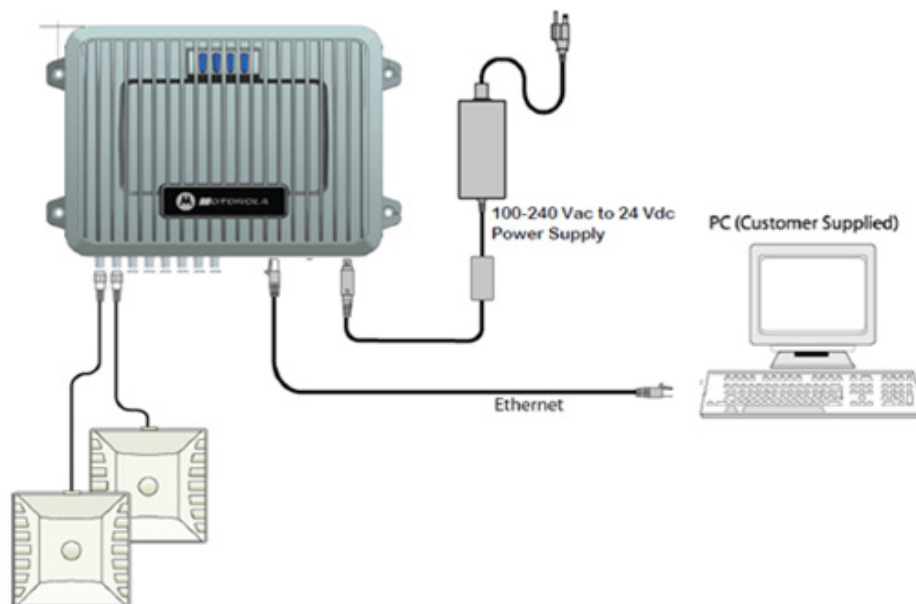 MOTOROLA
100-240 Vac to 24 Vdc
Power Supply
PC (Customer Supplied)
Ethernet